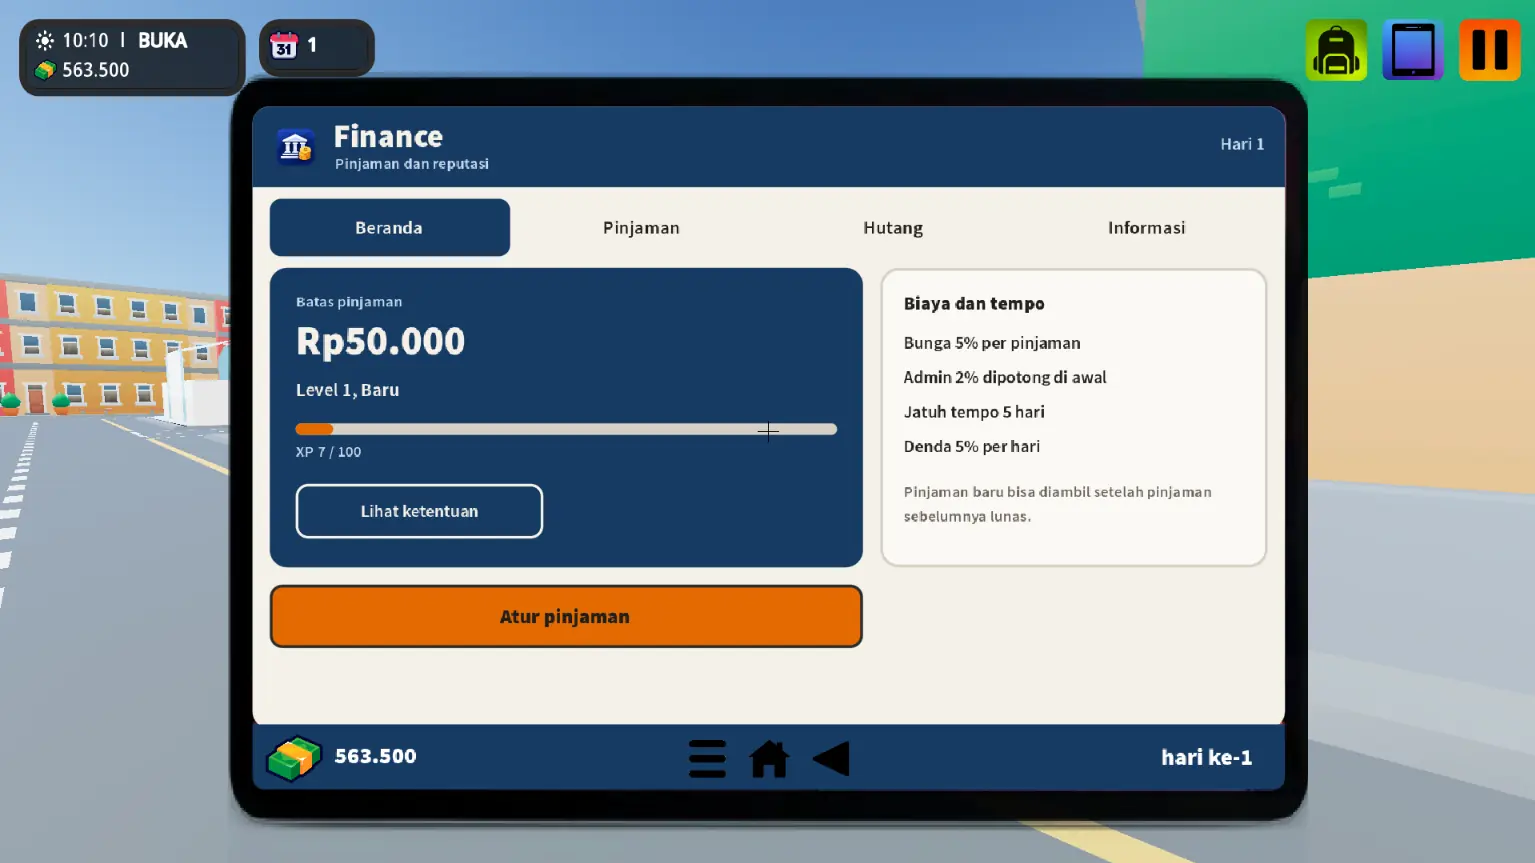 10:10 | BUKA
563.500
31
1
Finance
Pinjaman dan reputasi
Hari 1
Beranda
Pinjaman
Hutang
Informasi
Batas pinjaman
Rp50.000
Level 1, Baru
XP 7 / 100
Lihat ketentuan
Biaya dan tempo
Bunga 5% per pinjaman
Admin 2% dipotong di awal
Jatuh tempo 5 hari
Denda 5% per hari
Pinjaman baru bisa diambil setelah pinjaman
sebelumnya lunas.
Atur pinjaman
563.500
hari ke-1